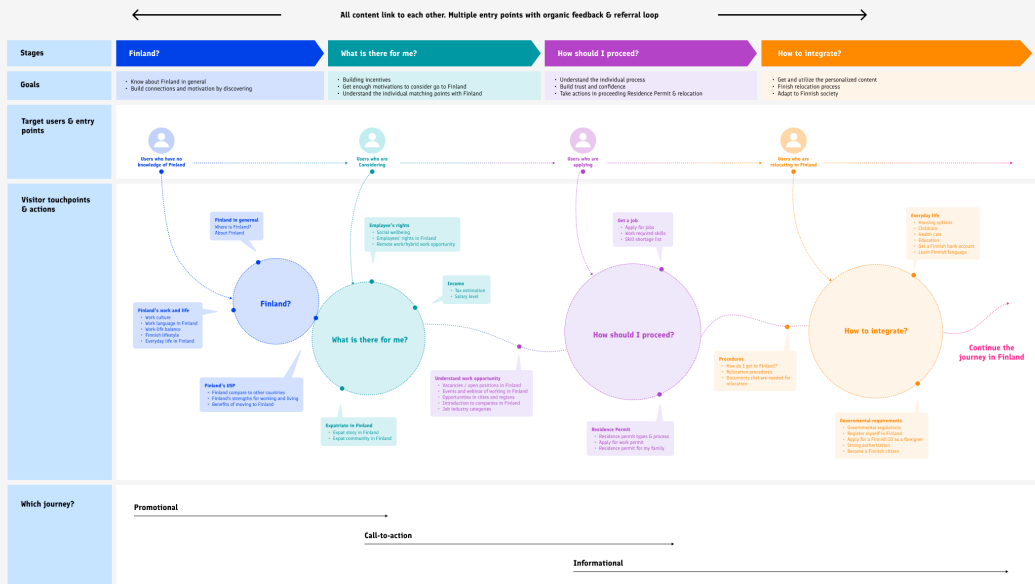 All content link to each other. Multiple entry points with organic feedback & referral loop
Stages
Finland?
What is there for me?
How should I proceed?
How to integrate?
Goals
Know about Finland in general
Build connections and motivation by discovering
Building incentives
Get enough motivations to consider go to Finland
Understand the individual matching points with Finland
Understand the individual process
Build trust and confidence
Take actions in proceeding Residence Permit & relocation
Get and utilize the personalized content
Finish relocation process
Adapt to Finnish society
Target users & entry
points
Users who have no
knowledge of Finland
Users who are
Considering
Users who are
applying
Users who are
relocating in Finland
Visitor touchpoints
& actions
Finland in genernal
Where is Finland?
About Finland
Finland?
Finland's work and life
Work culture
Work language in Finland
Work-life balance
Finnish lifestyle
Everyday life in Finland
Finland's USP
Finland compare to other countries
Finland's strengths for working and living
Benefits of moving to Finland
Employee's rights
Social wellbeing
Employees' rights in Finland
Remote work/hybrid work opportunity
Income
Tax estimation
Salary level
What is there for me?
Expatriate in Finland
Expat story in Finland
Expat community in Finland
Understand work opportunity
Vacancies / open positions in Finland
Events and webinar of working in Finland
Opportunities in cities and regions
Introduction to companies in Finland
Job industry categories
Get a job
Apply for jobs
Work required skills
Skill shortage list
How should I proceed?
Residence Permit
Residence permit types & process
Apply for work permit
Residence permit for my family
Procedures
How do I get to Finland?
Relocation procedures
Documents that are needed for
relocation
Everyday life
Housing options
Childcare
Health care
Education
Get a Finnish bank account
Learn Finnish language
How to integrate?
Governmental requirements
Governmental regulations
Register myself in Finland
Apply for a Finnish ID as a foreigner
Strong authorization
Become a Finnish citizen
Continue the
journey in Finland
Which journey?
Promotional
Call-to-action
Informational